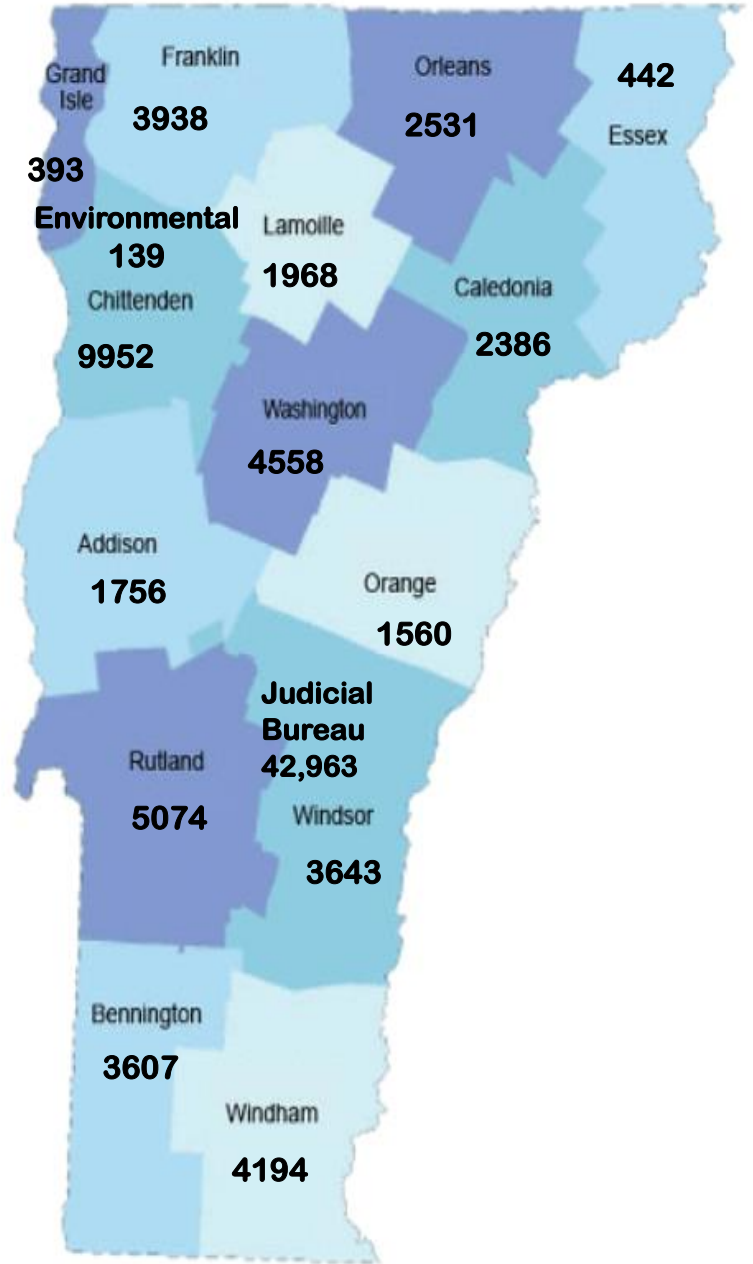 Grand
Isle
393
Franklin
3938
Orleans
2531
442
Essex
Environmental
139
Chittenden
9952
Lamoille
1968
Caledonia
2386
Washington
4558
Addison
1756
Orange
1560
Judicial
Bureau
42,963
Rutland
5074
Windsor
3643
Bennington
3607
Windham
4194